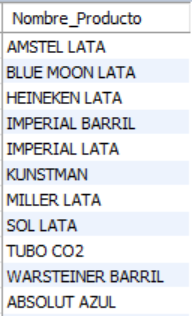 Nombre_Producto
AMSTEL LATA
BLUE MOON LATA
HEINEKEN LATA
IMPERIAL BARRIL
IMPERIAL LATA
KUNSTMAN
MILLER LATA
SOL LATA
TUBO CO2
WARSTEINER BARRIL
ABSOLUT AZUL